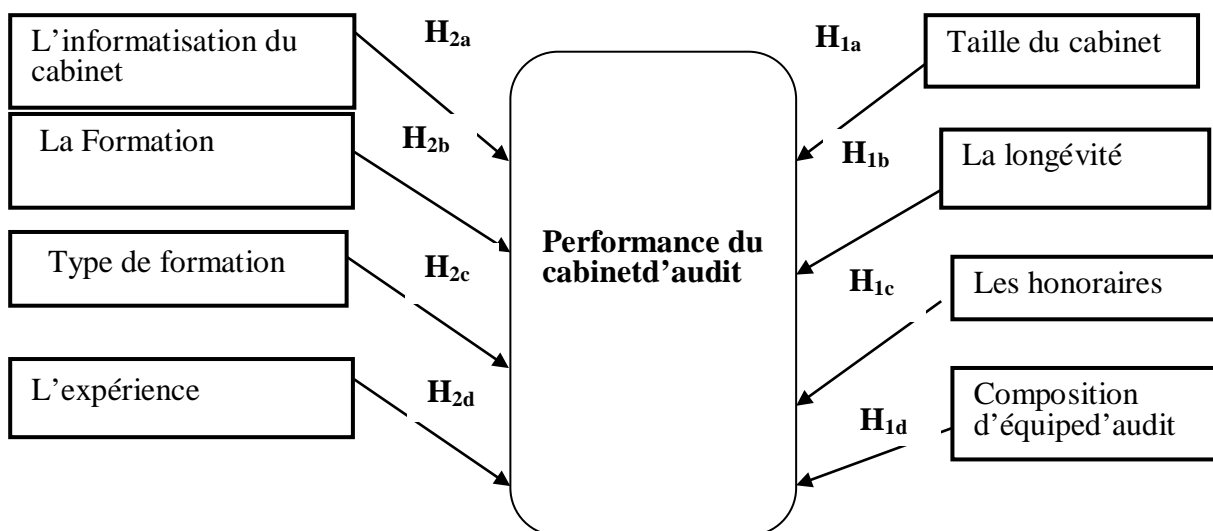 L’informatisation du
cabinet
H2a
H1a
Taille du cabinet
La Formation
H2b
H1b
La longévité
Performance du
cabinetd’audit
Type de formation
H2c
H1c
Les honoraires
L’expérience
H2d
H1d
Composition
d’équiped’audit